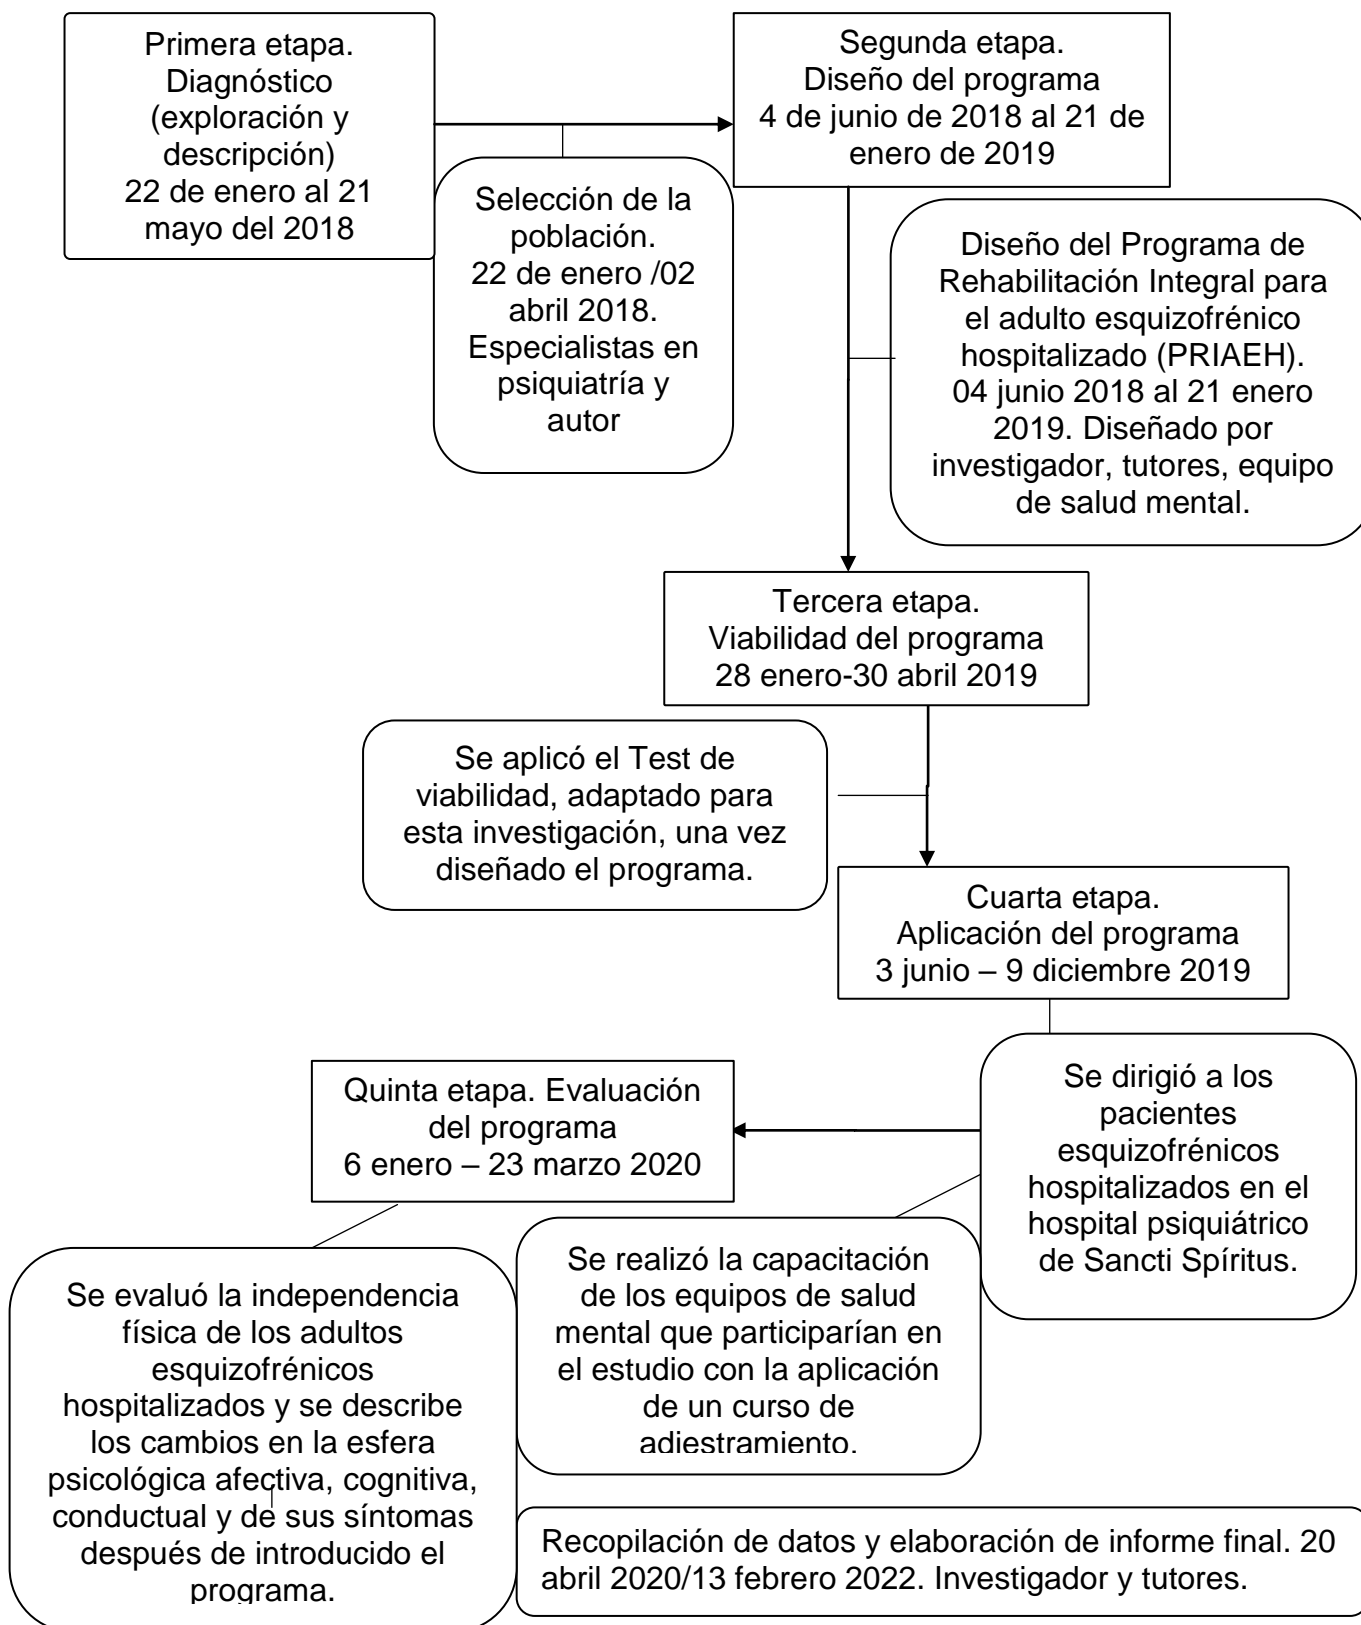 Primera etapa.
Diagnóstico
(exploración y
descripción)
22 de enero al 21
mayo del 2018
Segunda etapa.
Diseño del programa
4 de junio de 2018 al 21 de
enero de 2019
Selección de la
población.
22 de enero /02
abril 2018.
Especialistas en
psiquiatría y
autor
Diseño del Programa de
Rehabilitación Integral para
el adulto esquizofrénico
hospitalizado (PRIAEH).
04 junio 2018 al 21 enero
2019. Diseñado por
investigador, tutores, equipo
de salud mental.
Tercera etapa.
Viabilidad del programa
28 enero-30 abril 2019
Se aplicó el Test de
viabilidad, adaptado para
esta investigación, una vez
diseñado el programa.
Cuarta etapa.
Aplicación del programa
3 junio – 9 diciembre 2019
Se dirigió a los
pacientes
esquizofrénicos
hospitalizados en el
hospital psiquiátrico
de Sancti Spíritus.
Quinta etapa. Evaluación
del programa
6 enero – 23 marzo 2020
Se realizó la capacitación
de los equipos de salud
mental que participarían en
el estudio con la aplicación
de un curso de
adiestramiento.
Se evaluó la independencia
física de los adultos
esquizofrénicos
hospitalizados y se describe
los cambios en la esfera
psicológica afectiva, cognitiva,
conductual y de sus síntomas
después de introducido el
programa.
Recopilación de datos y elaboración de informe final. 20
abril 2020/13 febrero 2022. Investigador y tutores.